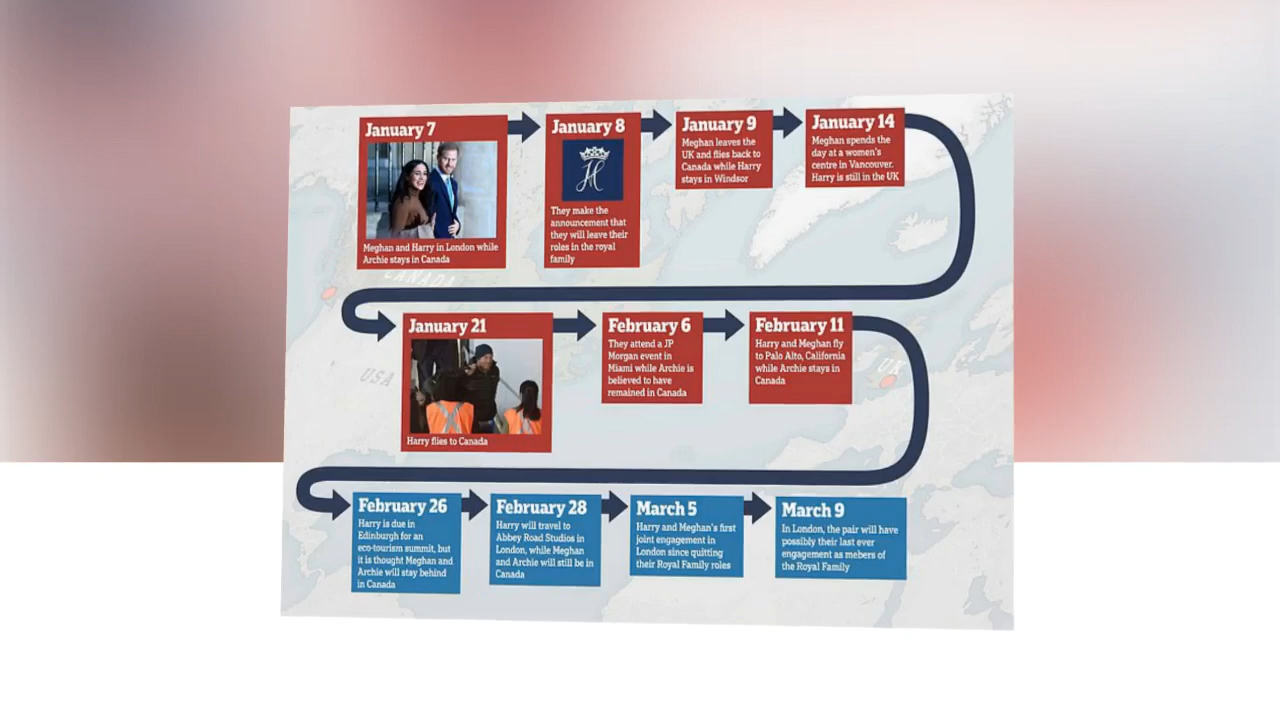 January 7
Meghan and Harry in London while
Archie stays in Canada
January 8
They make the
announcement that
they will leave their
roles in the royal
family
January 9
Meghan leaves the
UK and flies back to
Canada while Harry
stays in Windsor
January 14
Meghan spends the
day at a women's
centre in Vancouver.
Harry is still in the UK
CANADA
January 21
Harry flies to Canada
February 6
They attend a JP
Morgan event in
Miami while Archie is
believed to have
remained in Canada
February 11
Harry and Meghan fly
to Palo Alto, California
while Archie stays in
Canada
USA
UK
February 26
Harry is due in
Edinburgh for an
eco-tourism summit, but
it is thought Meghan and
Archie will stay behind
in Canada
February 28
Harry will travel to
Abbey Road Studios in
London, while Meghan
and Archie will still be in
Canada
March 5
Harry and Meghan's first
joint engagement in
London since quitting
their Royal Family roles
March 9
In London, the pair will have
possibly their last ever
engagement as mebers of
the Royal Family